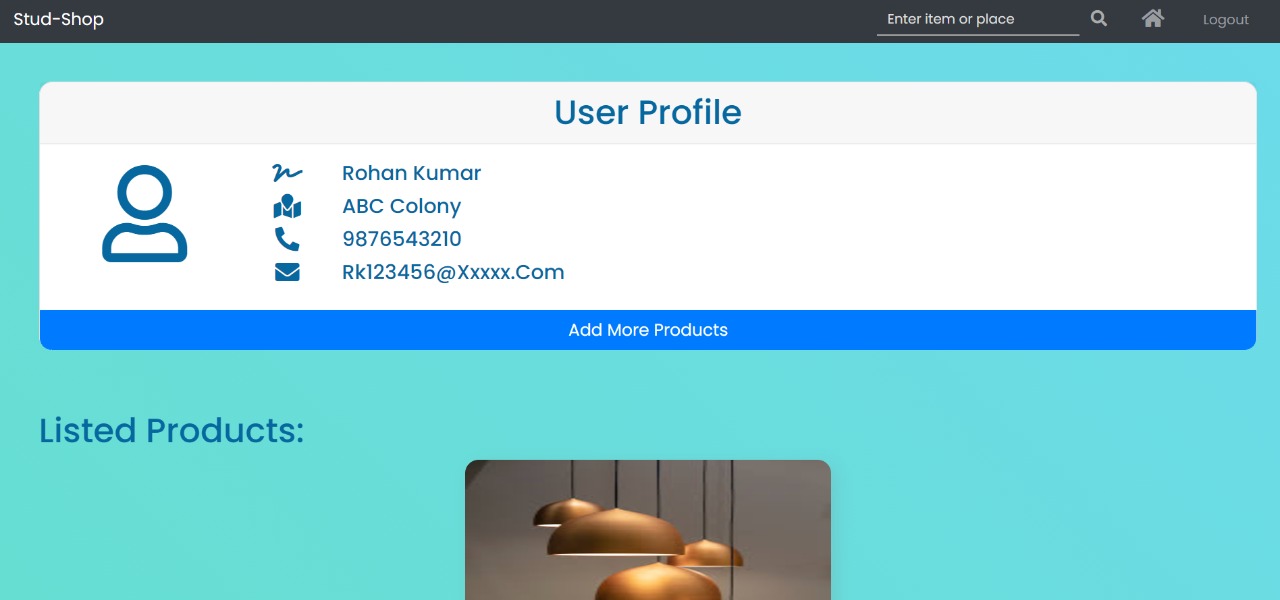 Stud-Shop
Enter item or place
Logout
User Profile
Rohan Kumar
ABC Colony
9876543210
Rk123456@Xxxxx.Com
Add More Products
Listed Products: